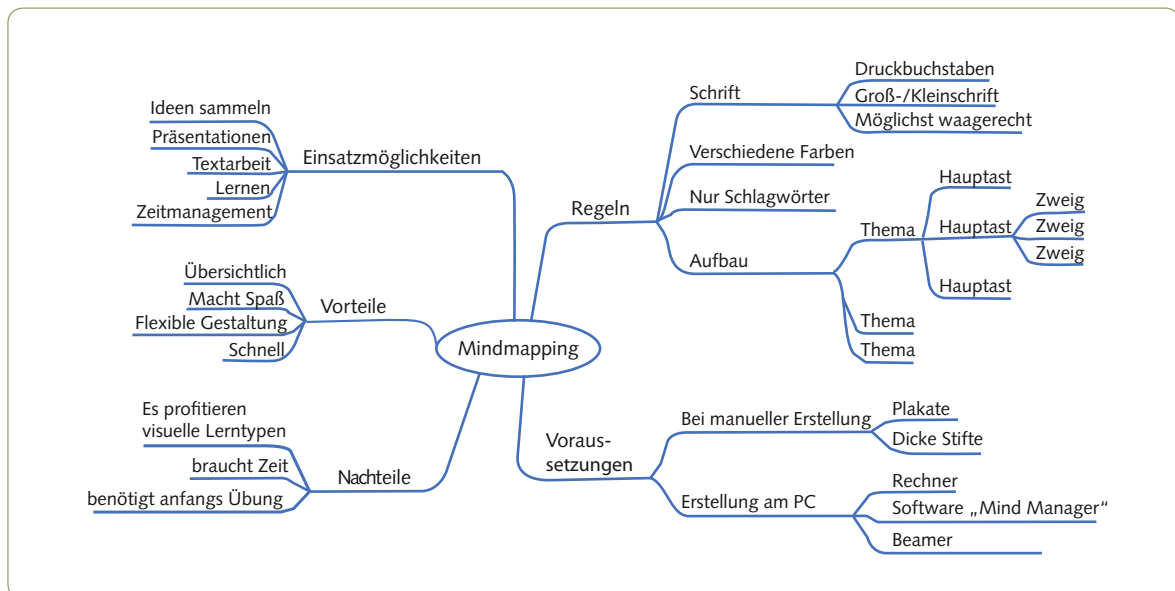 Mindmapping
Einsatzmöglichkeiten
Ideen sammeln
Präsentationen
Textarbeit
Lernen
Zeitmanagement
Vorteile
Übersichtlich
Macht Spaß
Flexible Gestaltung
Schnell
Nachteile
Es profitieren
visuelle Lerntypen
braucht Zeit
benötigt anfangs Übung
Regeln
Schrift
Druckbuchstaben
Groß-/Kleinschrift
Möglichst waagerecht
Verschiedene Farben
Nur Schlagwörter
Aufbau
Thema
Hauptast
Hauptast
Zweig
Zweig
Zweig
Hauptast
Thema
Thema
Voraus-
setzungen
Bei manueller Erstellung
Plakate
Dicke Stifte
Erstellung am PC
Rechner
Software „Mind Manager“
Beamer